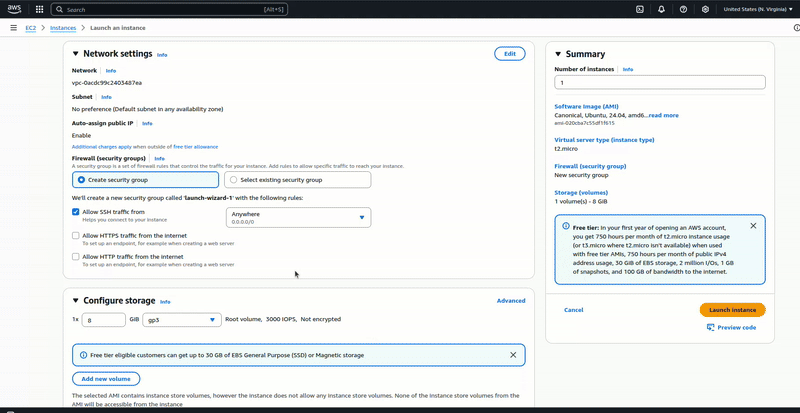 aws
Search
[Alt+S]
United States (N. Virginia)
EC2
Instances
Launch an instance
Network settings Info
Edit
Network Info
vpc-0acdc99c2403487ea
Subnet Info
No preference (Default subnet in any availability zone)
Auto-assign public IP Info
Enable
Additional charges apply when outside of free tier allowance
Firewall (security groups) Info
A security group is a set of firewall rules that control the traffic for your instance. Add rules to allow specific traffic to reach your instance.
Create security group
Select existing security group
We'll create a new security group called 'launch-wizard-1' with the following rules:
Allow SSH traffic from
Helps you connect to your instance
Anywhere
0.0.0.0/0
Allow HTTPS traffic from the internet
To set up an endpoint, for example when creating a web server
Allow HTTP traffic from the internet
To set up an endpoint, for example when creating a web server
Configure storage Info
Advanced
1x
8
GiB
gp3
Root volume, 3000 IOPS, Not encrypted
Free tier eligible customers can get up to 30 GB of EBS General Purpose (SSD) or Magnetic storage
Add new volume
The selected AMI contains instance store volumes, however the instance does not allow any instance store volumes. None of the instance store volumes from the
AMI will be accessible from the instance
Summary
Number of instances Info
1
Software Image (AMI)
Canonical, Ubuntu, 24.04, amd6...read more
ami-020cba7c55df1f615
Virtual server type (instance type)
t2.micro
Firewall (security group)
New security group
Storage (volumes)
1 volume(s) - 8 GiB
Free tier: In your first year of opening an AWS account,
you get 750 hours per month of t2.micro instance usage
(or t3.micro where t2.micro isn't available) when used
with free tier AMIs, 750 hours per month of public IPv4
address usage, 30 GiB of EBS storage, 2 million I/Os, 1 GB
of snapshots, and 100 GB of bandwidth to the internet.
Cancel
Launch instance
Preview code